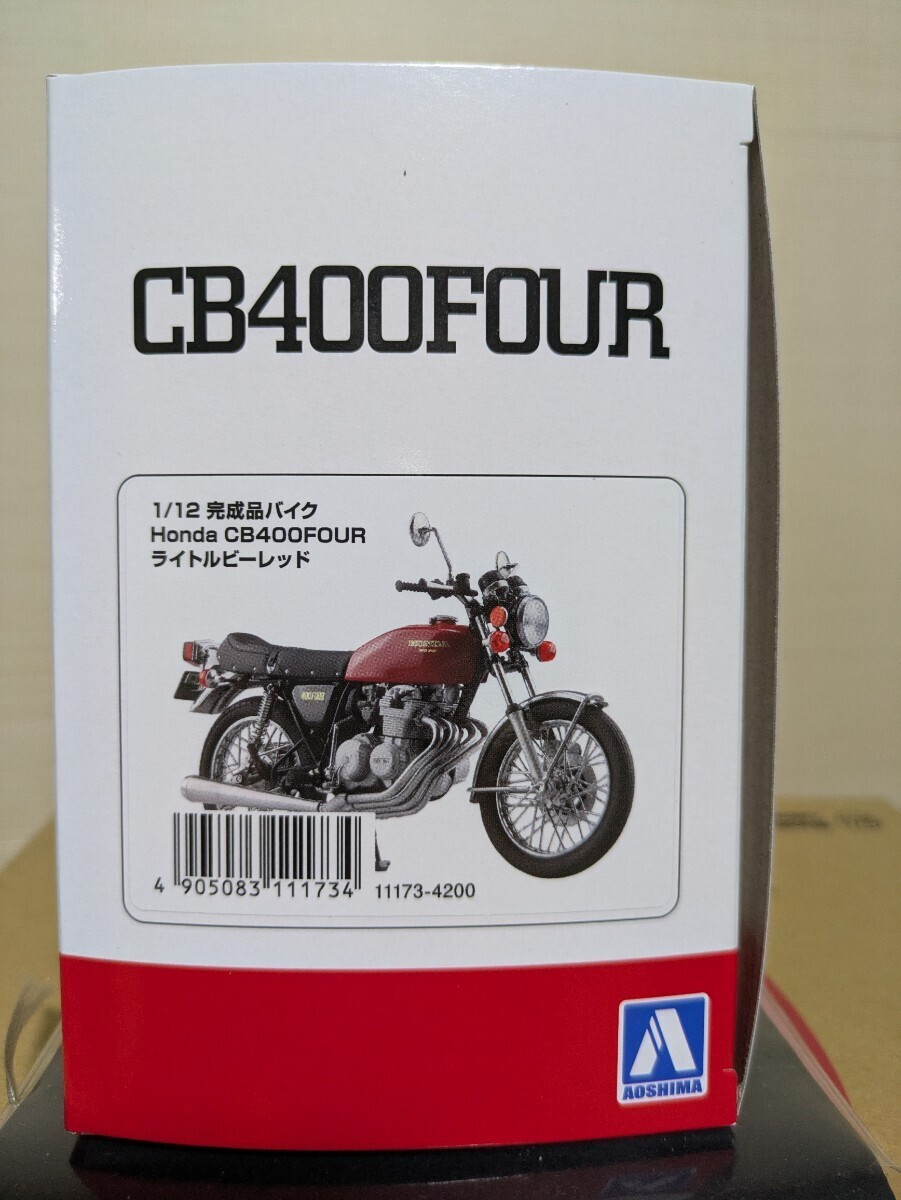 CB400FOUR
1/12 完成品バイク
Honda CB400FOUR
ライトルビーレッド
HONDA
4 905083 111734
11173-4200
AOSHIMA